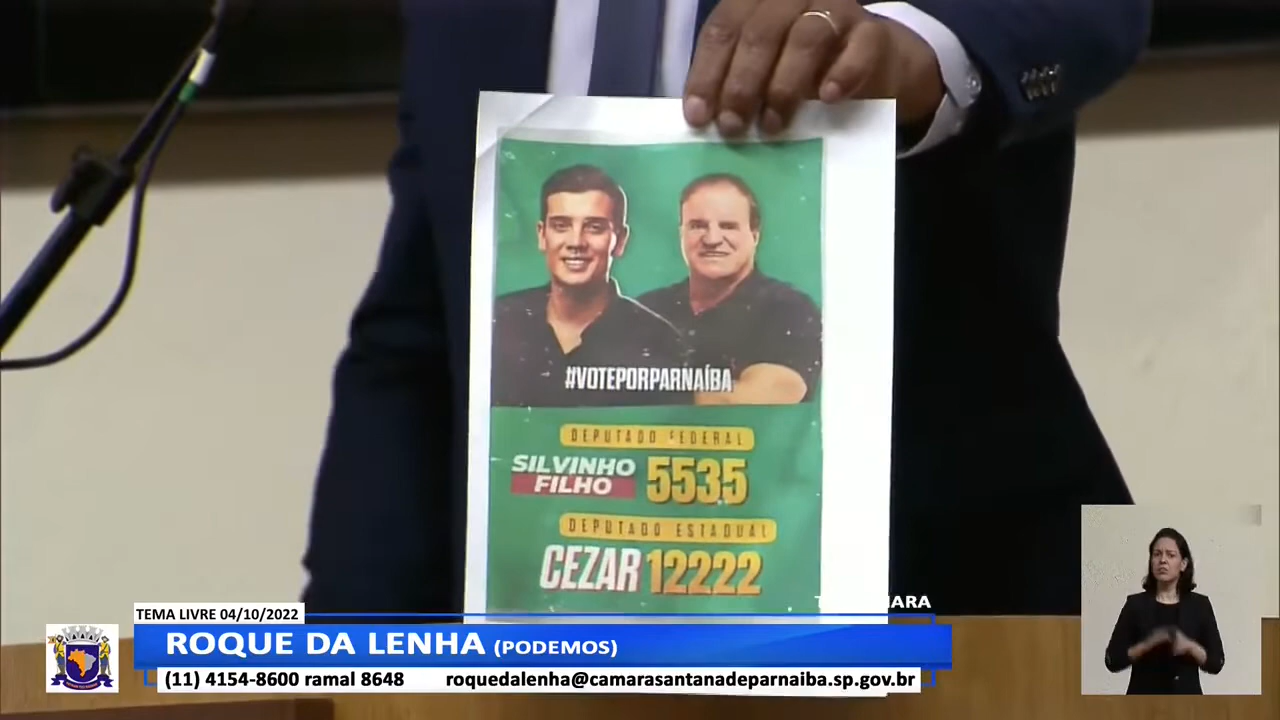 #VOTEPORPARNAÍBA
DEPUTADO FEDERAL
SILVINHO
FILHO
5535
DEPUTADO ESTADUAL
CEZAR 12222
TEMA LIVRE 04/10/2022
ROQUE DA LENHA (PODEMOS)
(11) 4154-8600 ramal 8648 roquedalenha@camarasantanadeparnaiba.sp.gov.br